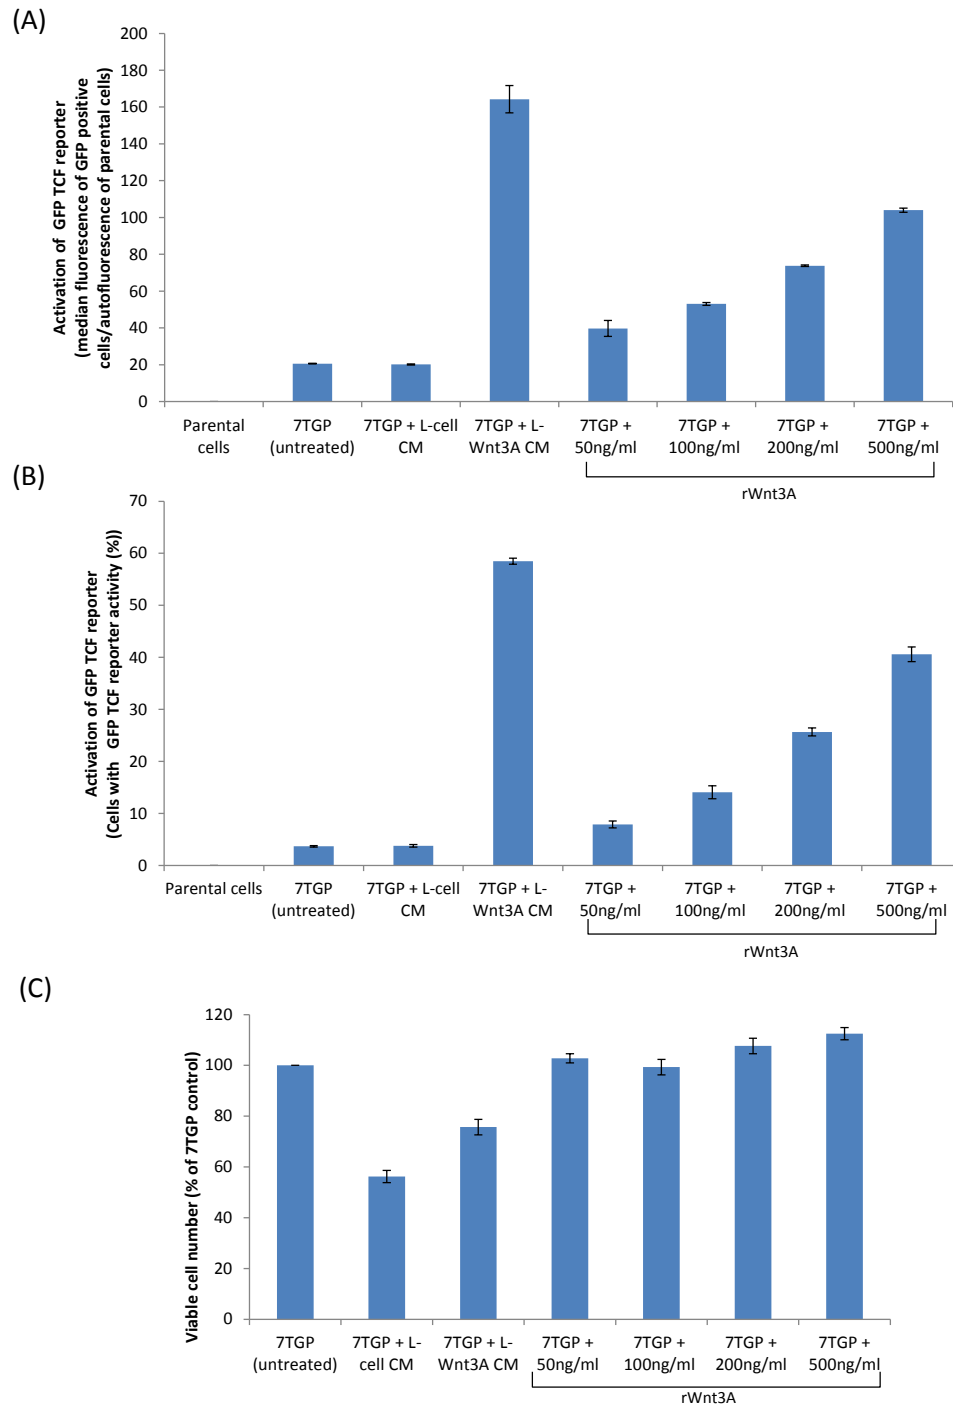 (A)
Activation of GFP TCF reporter
(median fluorescence of GFP positive
cells/autofluorescence of parental cells)
200
180
160
140
120
100
80
60
40
20
0
Parental
cells
7TGP
(untreated)
7TGP + L-cell
CM
7TGP + L-
Wnt3A CM
7TGP +
50ng/ml
7TGP +
100ng/ml
7TGP +
200ng/ml
7TGP +
500ng/ml
rWnt3A
(B)
Activation of GFP TCF reporter
(Cells with GFP TCF reporter activity (%))
70
60
50
40
30
20
10
0
Parental cells
7TGP
(untreated)
7TGP + L-cell
CM
7TGP + L-
Wnt3A CM
7TGP +
50ng/ml
7TGP +
100ng/ml
7TGP +
200ng/ml
7TGP +
500ng/ml
rWnt3A
(C)
Viable cell number (% of 7TGP control)
120
100
80
60
40
20
0
7TGP
(untreated)
7TGP + L-
cell CM
7TGP + L-
Wnt3A CM
7TGP +
50ng/ml
7TGP +
100ng/ml
7TGP +
200ng/ml
7TGP +
500ng/ml
rWnt3A